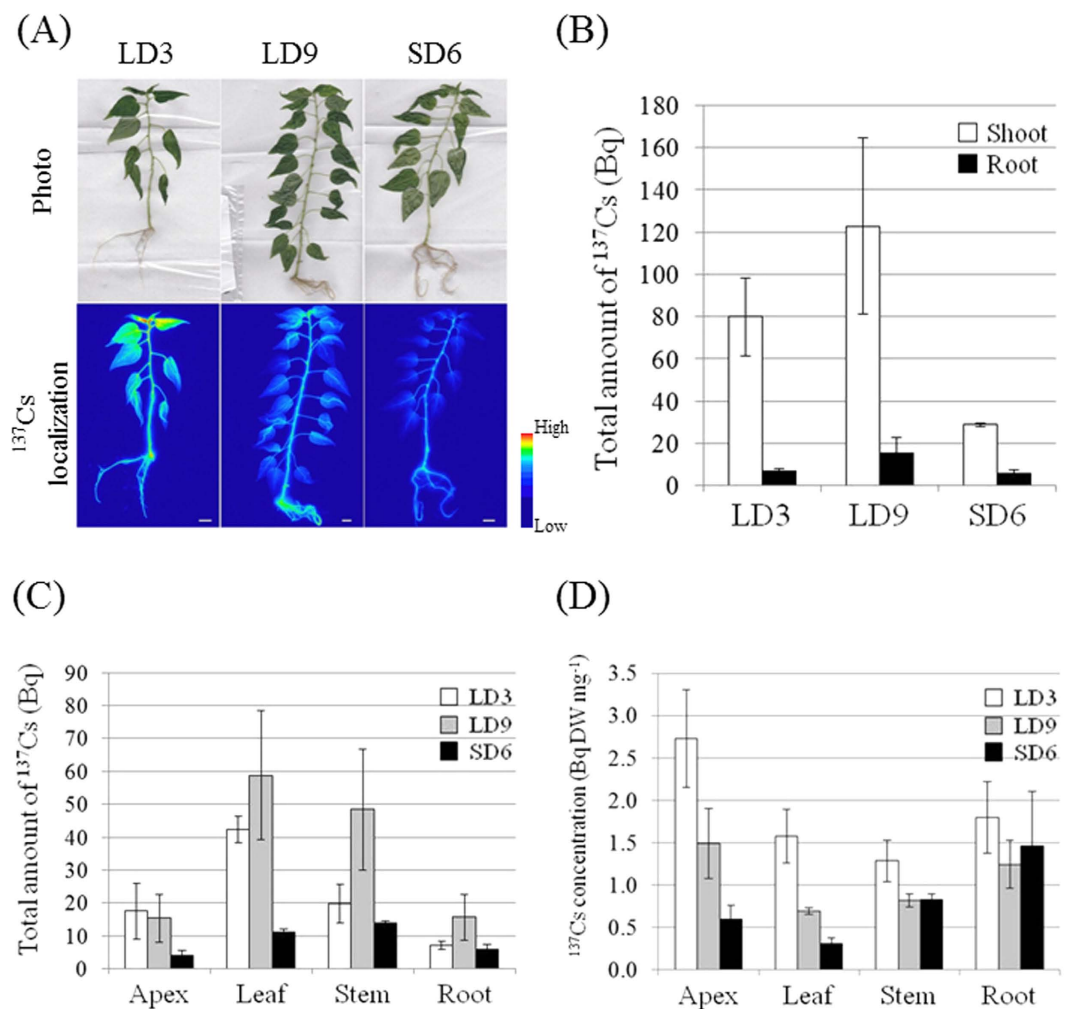 (A)
LD3 LD9 SD6
Photo
¹³⁷Cs
localization
High
Low
(B)
Total amount of ¹³⁷Cs (Bq)
180
160
140
120
100
80
60
40
20
0
Shoot
Root
LD3 LD9 SD6
(C)
Total amount of ¹³⁷Cs (Bq)
90
80
70
60
50
40
30
20
10
0
LD3
LD9
SD6
Apex Leaf Stem Root
(D)
¹³⁷Cs concentration (Bq DW mg⁻¹)
3.5
3.0
2.5
2.0
1.5
1.0
0.5
0.0
LD3
LD9
SD6
Apex Leaf Stem Root